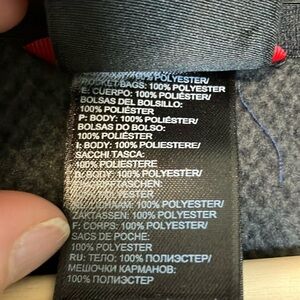 POCKET-BAGS: 100% POLYESTER/
E: CUERPO: 100% POLIÉSTER/
BOLSAS DEL BOLSILLO:
100% POLIÉSTER
P: BODY: 100% POLIÉSTER/
BOLSAS DO BOLSO:
100% POLIÉSTER
I: BODY: 100% POLIESTERE/
SACCHI TASCA:
100% POLIESTERE
D: BODY: 100% POLYESTER/
100% POLYESTER
100% POLYESTER/
ZAKTASSEN: 100% POLYESTER
F: CORPS: 100% POLYESTER/
SACS DE POCHE:
100% POLYESTER
RU: ТЕЛО: 100% ПОЛИЭСТЕР/
МЕШОЧКИ КАРМАНОВ:
100% ПОЛИЭСТЕР